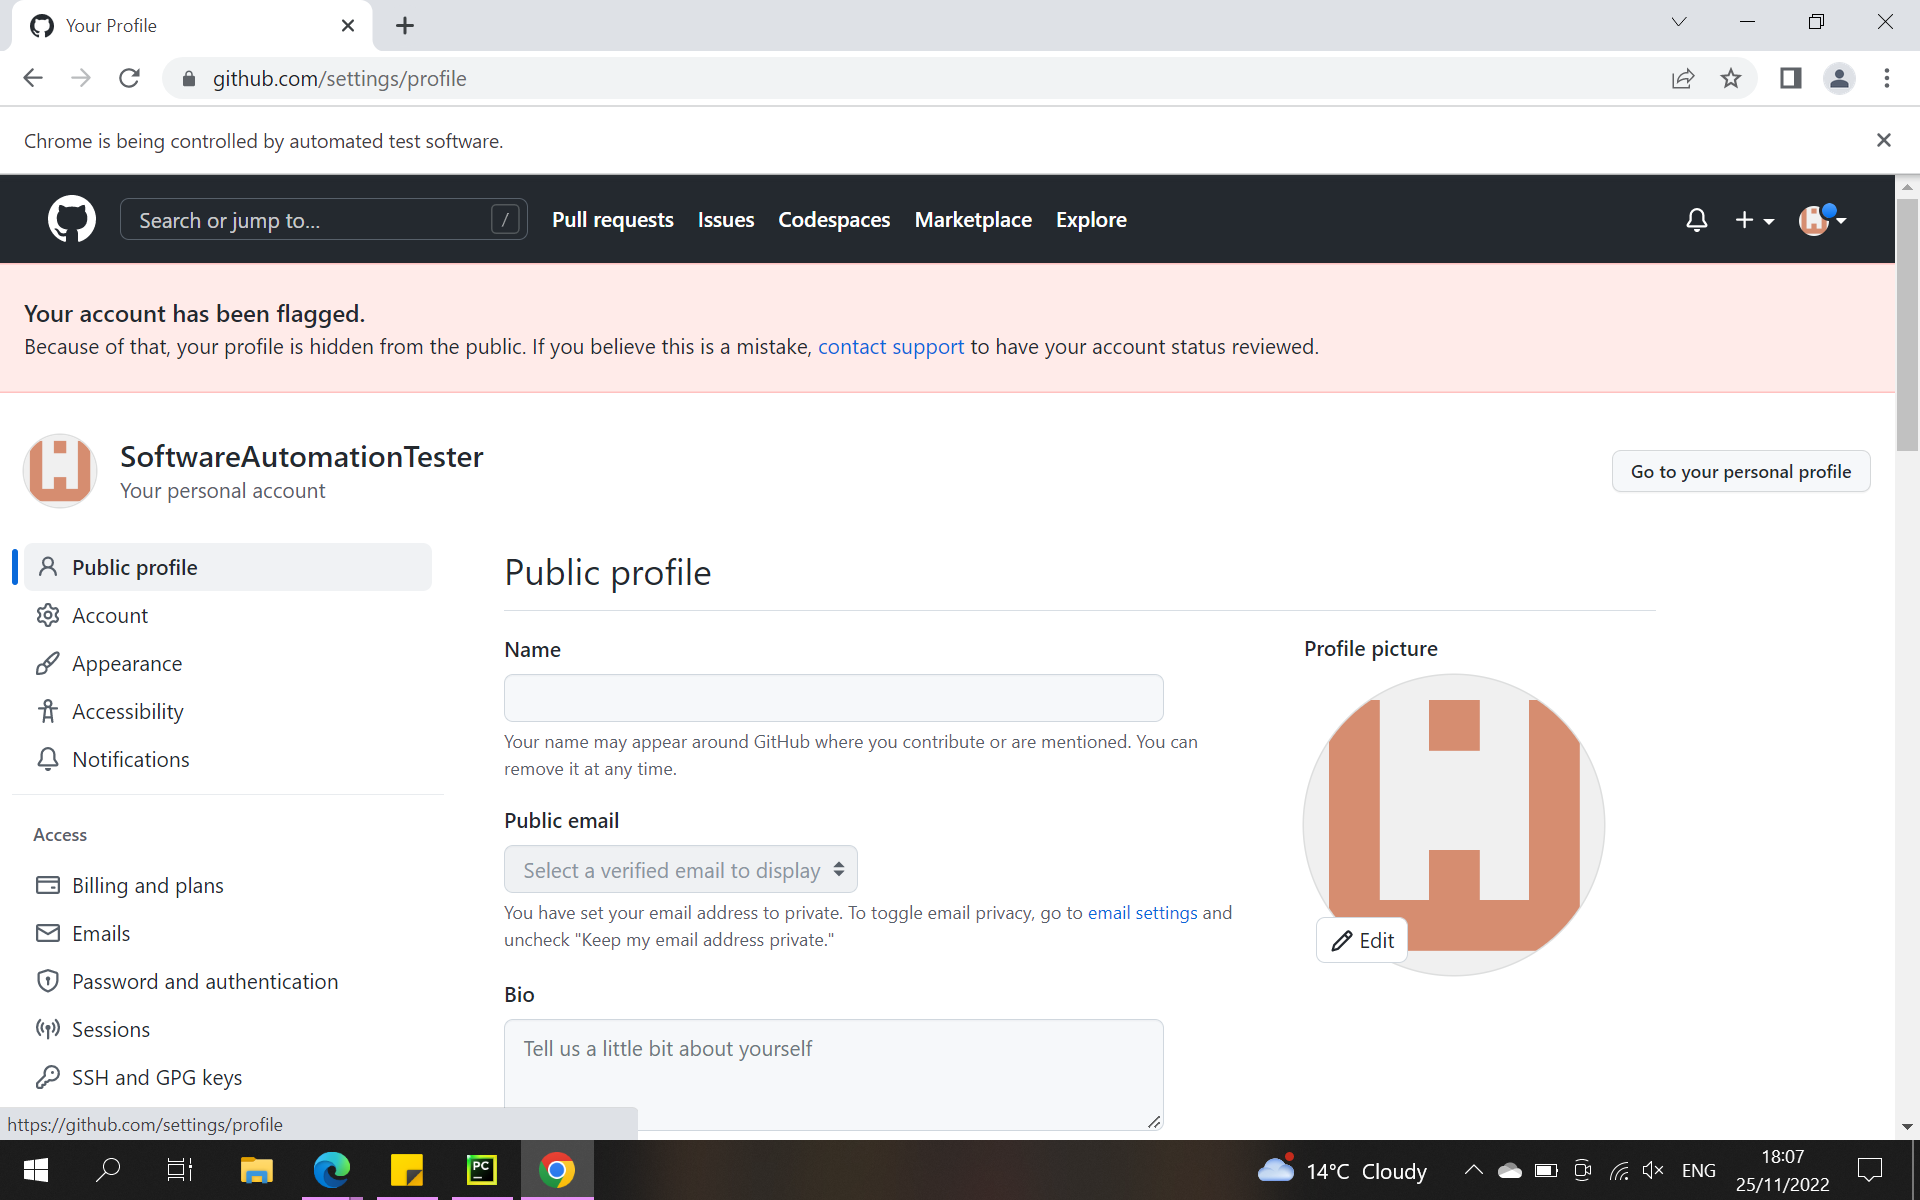 Your Profile
github.com/settings/profile
Chrome is being controlled by automated test software.
Search or jump to... /
Pull requests Issues Codespaces Marketplace Explore
Your account has been flagged.
Because of that, your profile is hidden from the public. If you believe this is a mistake, contact support to have your account status reviewed.
SoftwareAutomationTester
Your personal account
Go to your personal profile
Public profile
Account
Appearance
Accessibility
Notifications
Access
Billing and plans
Emails
Password and authentication
Sessions
SSH and GPG keys
Public profile
Name
Your name may appear around GitHub where you contribute or are mentioned. You can
remove it at any time.
Public email
Select a verified email to display
You have set your email address to private. To toggle email privacy, go to email settings and
uncheck "Keep my email address private."
Bio
Tell us a little bit about yourself
Profile picture
Edit
https://github.com/settings/profile
PC
14°C Cloudy
ENG
18:07
25/11/2022